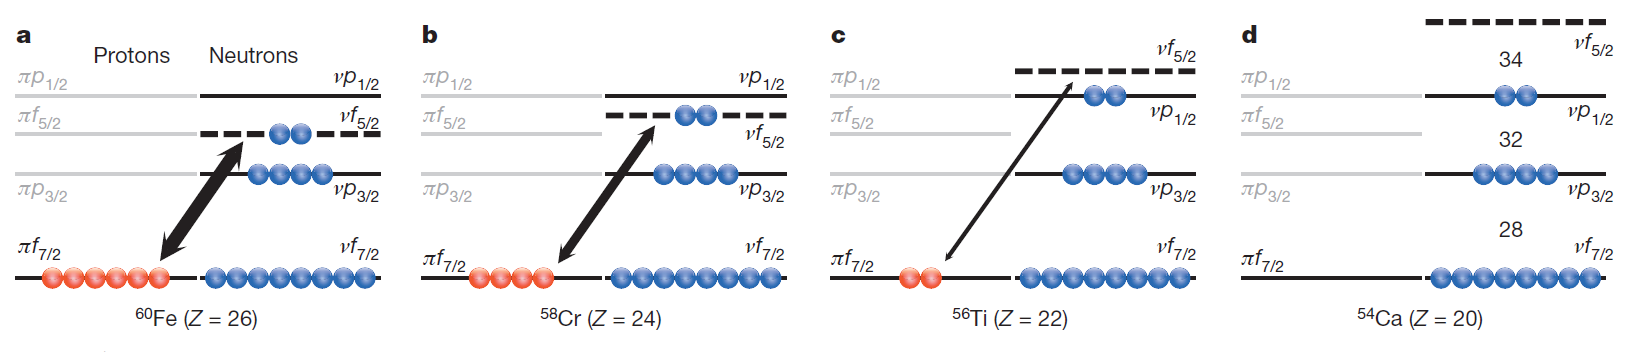 a
Protons Neutrons
πp1/2
νp1/2
πf5/2
νf5/2
πp3/2
νp3/2
πf7/2
νf7/2
60Fe (Z = 26)
b
πp1/2
νp1/2
πf5/2
νf5/2
πp3/2
νp3/2
πf7/2
νf7/2
58Cr (Z = 24)
c
νf5/2
πp1/2
νp1/2
πf5/2
πp3/2
νp3/2
πf7/2
νf7/2
56Ti (Z = 22)
d
νf5/2
34
πp1/2
νp1/2
πf5/2
32
πp3/2
νp3/2
28
πf7/2
νf7/2
54Ca (Z = 20)